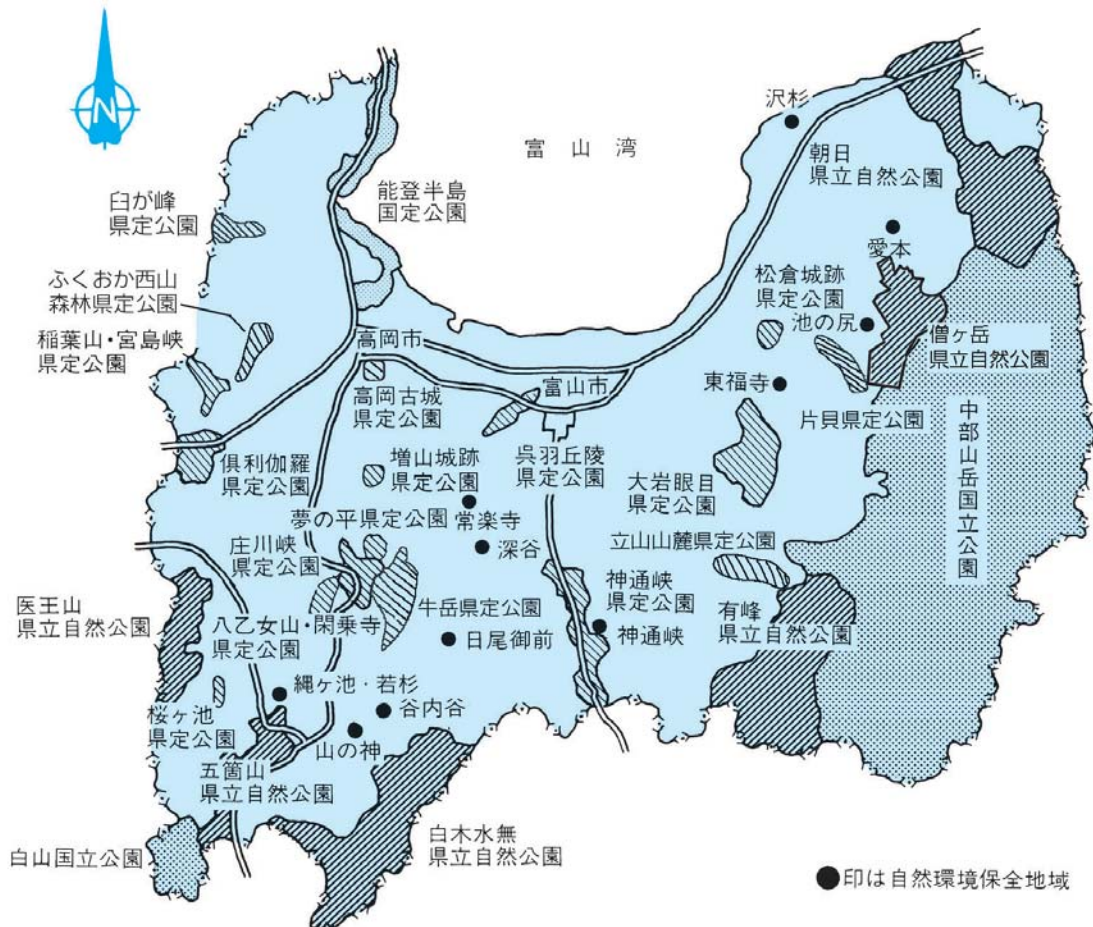 N
沢杉
富山湾
朝日
県立自然公園
能登半島
国定公園
臼が峰
県定公園
愛本
ふくおか西山
森林県定公園
松倉城跡
県定公園
池の尻
稲葉山・宮島峡
県定公園
高岡市
僧ヶ岳
県立自然公園
富山市
東福寺
高岡古城
県定公園
片貝県定公園
中部山岳国立公園
倶利伽羅
県定公園
増山城跡
県定公園
呉羽丘陵
県定公園
大岩眼目
県定公園
常楽寺
夢の平県定公園
庄川峡
県定公園
深谷
立山山麓県定公園
医王山
県立自然公園
神通峡
県定公園
有峰
県立自然公園
牛岳県定公園
八乙女山・閑乗寺
県定公園
日尾御前
神通峡
縄ヶ池・若杉
桜ヶ池
県定公園
谷内谷
山の神
五箇山
県立自然公園
白山国立公園
白木水無
県立自然公園
●印は自然環境保全地域